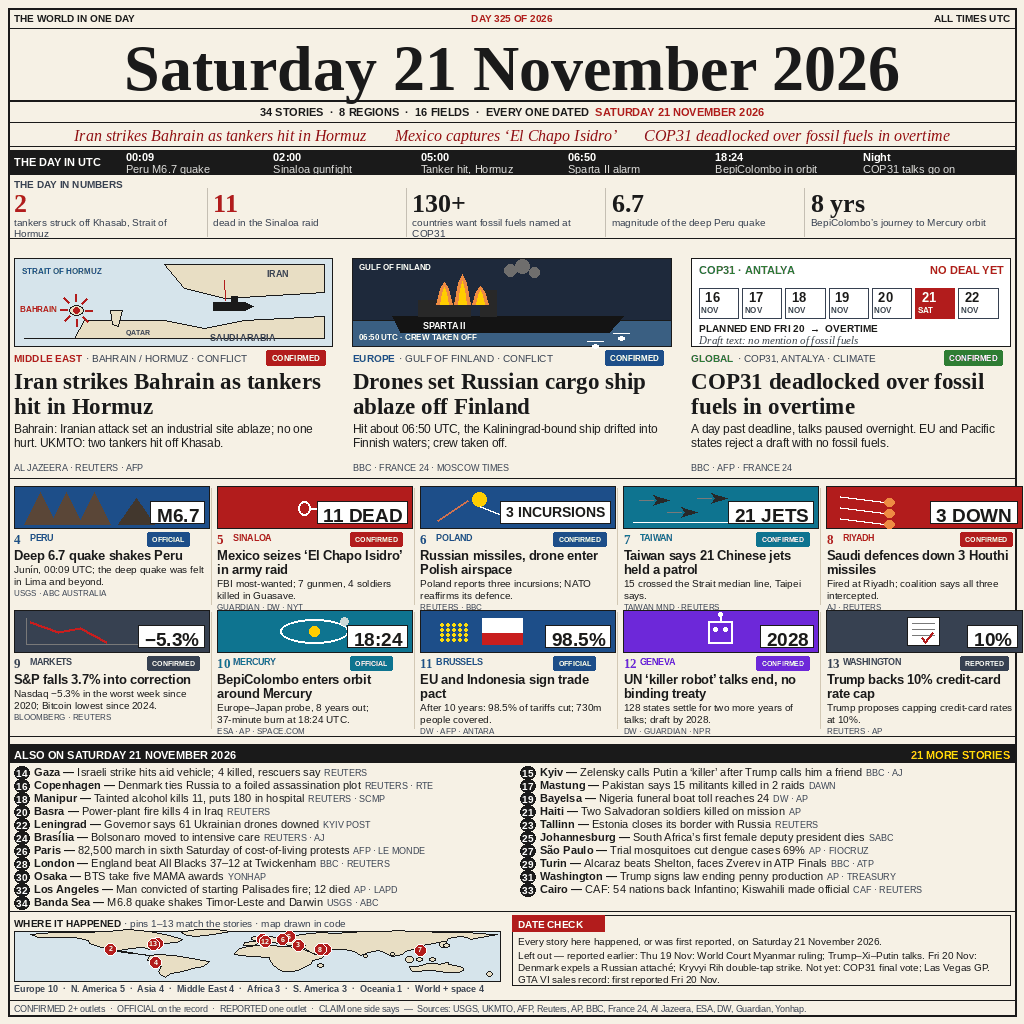 THE WORLD IN ONE DAY
DAY 325 OF 2026
ALL TIMES UTC
Saturday 21 November 2026
34 STORIES · 8 REGIONS · 16 FIELDS · EVERY ONE DATED SATURDAY 21 NOVEMBER 2026
Iran strikes Bahrain as tankers hit in Hormuz Mexico captures ‘El Chapo Isidro’ COP31 deadlocked over fossil fuels in overtime
THE DAY IN UTC
00:09
Peru M6.7 quake
02:00
Sinaloa gunfight
05:00
Tanker hit, Hormuz
06:50
Sparta II alarm
18:24
BepiColombo in orbit
Night
COP31 talks go on
THE DAY IN NUMBERS
2
tankers struck off Khasab, Strait of
Hormuz
11
dead in the Sinaloa raid
130+
countries want fossil fuels named at
COP31
6.7
magnitude of the deep Peru quake
8 yrs
BepiColombo's journey to Mercury orbit
STRAIT OF HORMUZ
IRAN
BAHRAIN
QATAR
SAUDI ARABIA
MIDDLE EAST · BAHRAIN / HORMUZ · CONFLICT
CONFIRMED
Iran strikes Bahrain as tankers
hit in Hormuz
Bahrain: Iranian attack set an industrial site ablaze; no one
hurt. UKMTO: two tankers hit off Khasab.
AL JAZEERA · REUTERS · AFP
GULF OF FINLAND
SPARTA II
06:50 UTC · CREW TAKEN OFF
EUROPE · GULF OF FINLAND · CONFLICT
CONFIRMED
Drones set Russian cargo ship
ablaze off Finland
Hit about 06:50 UTC, the Kaliningrad-bound ship drifted into
Finnish waters; crew taken off.
BBC · FRANCE 24 · MOSCOW TIMES
COP31 · ANTALYA
NO DEAL YET
16 NOV
17 NOV
18 NOV
19 NOV
20 NOV
21 SAT
22 NOV
PLANNED END FRI 20 → OVERTIME
Draft text: no mention of fossil fuels
GLOBAL · COP31, ANTALYA · CLIMATE
CONFIRMED
COP31 deadlocked over fossil
fuels in overtime
A day past deadline, talks paused overnight. EU and Pacific
states reject a draft with no fossil fuels.
BBC · AFP · FRANCE 24
M6.7
4 PERU
OFFICIAL
Deep 6.7 quake shakes Peru
Junín, 00:09 UTC; the deep quake was felt
in Lima and beyond.
USGS · ABC AUSTRALIA
11 DEAD
5 SINALOA
CONFIRMED
Mexico seizes ‘El Chapo Isidro’
in army raid
FBI most-wanted; 7 gunmen, 4 soldiers
killed in Guasave.
GUARDIAN · DW · NYT
3 INCURSIONS
6 POLAND
CONFIRMED
Russian missiles, drone enter
Polish airspace
Poland reports three incursions; NATO
reaffirms its defence.
REUTERS · BBC
21 JETS
7 TAIWAN
CONFIRMED
Taiwan says 21 Chinese jets
held a patrol
15 crossed the Strait median line, Taipei
says.
TAIWAN MND · REUTERS
3 DOWN
8 RIYADH
CONFIRMED
Saudi defences down 3 Houthi
missiles
Fired at Riyadh; coalition says all three
intercepted.
AJ · REUTERS
−5.3%
9 MARKETS
CONFIRMED
S&P falls 3.7% into correction
Nasdaq −5.3% in the worst week since
2020; Bitcoin lowest since 2024.
BLOOMBERG · REUTERS
18:24
10 MERCURY
OFFICIAL
BepiColombo enters orbit
around Mercury
Europe–Japan probe, 8 years out;
37-minute burn at 18:24 UTC.
ESA · AP · SPACE.COM
98.5%
11 BRUSSELS
OFFICIAL
EU and Indonesia sign trade
pact
After 10 years: 98.5% of tariffs cut; 730m
people covered.
DW · AFP · ANTARA
2028
12 GENEVA
CONFIRMED
UN ‘killer robot’ talks end, no
binding treaty
128 states settle for two more years of
talks; draft by 2028.
DW · GUARDIAN · NPR
10%
13 WASHINGTON
REPORTED
Trump backs 10% credit-card
rate cap
Trump proposes capping credit-card rates
at 10%.
REUTERS · AP
ALSO ON SATURDAY 21 NOVEMBER 2026
21 MORE STORIES
14 Gaza — Israeli strike hits aid vehicle; 4 killed, rescuers say REUTERS
15 Kyiv — Zelensky calls Putin a ‘killer’ after Trump calls him a friend BBC · AJ
16 Copenhagen — Denmark ties Russia to a foiled assassination plot REUTERS · RTE
17 Mastung — Pakistan says 15 militants killed in 2 raids DAWN
18 Manipur — Tainted alcohol kills 11, puts 180 in hospital REUTERS · SCMP
19 Bayelsa — Nigeria funeral boat toll reaches 24 DW · AP
20 Basra — Power-plant fire kills 4 in Iraq REUTERS
21 Haiti — Two Salvadoran soldiers killed on mission AP
22 Leningrad — Governor says 61 Ukrainian drones downed KYIV POST
23 Tallinn — Estonia closes its border with Russia REUTERS
24 Brasília — Bolsonaro moved to intensive care REUTERS · AJ
25 Johannesburg — South Africa's first female deputy president dies SABC
26 Paris — 82,500 march in sixth Saturday of cost-of-living protests AFP · LE MONDE
27 São Paulo — Trial mosquitoes cut dengue cases 69% AP · FIOCRUZ
28 London — England beat All Blacks 37–12 at Twickenham BBC · REUTERS
29 Turin — Alcaraz beats Shelton, faces Zverev in ATP Finals BBC · ATP
30 Osaka — BTS take five MAMA awards YONHAP
31 Washington — Trump signs law ending penny production AP · TREASURY
32 Los Angeles — Man convicted of starting Palisades fire; 12 died AP · LAPD
33 Cairo — CAF: 54 nations back Infantino; Kiswahili made official CAF · REUTERS
34 Banda Sea — M6.8 quake shakes Timor-Leste and Darwin USGS · ABC
WHERE IT HAPPENED · pins 1–13 match the stories · map drawn in code
2
13
4
12
6
3
8
7
Europe 10 · N. America 5 · Asia 4 · Middle East 4 · Africa 3 · S. America 3 · Oceania 1 · World + space 4
DATE CHECK
Every story here happened, or was first reported, on Saturday 21 November 2026.
Left out — reported earlier: Thu 19 Nov: World Court Myanmar ruling; Trump–Xi–Putin talks. Fri 20 Nov:
Denmark expels a Russian attaché; Kryvyi Rih double-tap strike. Not yet: COP31 final vote; Las Vegas GP.
GTA VI sales record: first reported Fri 20 Nov.
CONFIRMED 2+ outlets · OFFICIAL on the record · REPORTED one outlet · CLAIM one side says — Sources: USGS, UKMTO, AFP, Reuters, AP, BBC, France 24, Al Jazeera, ESA, DW, Guardian, Yonhap.